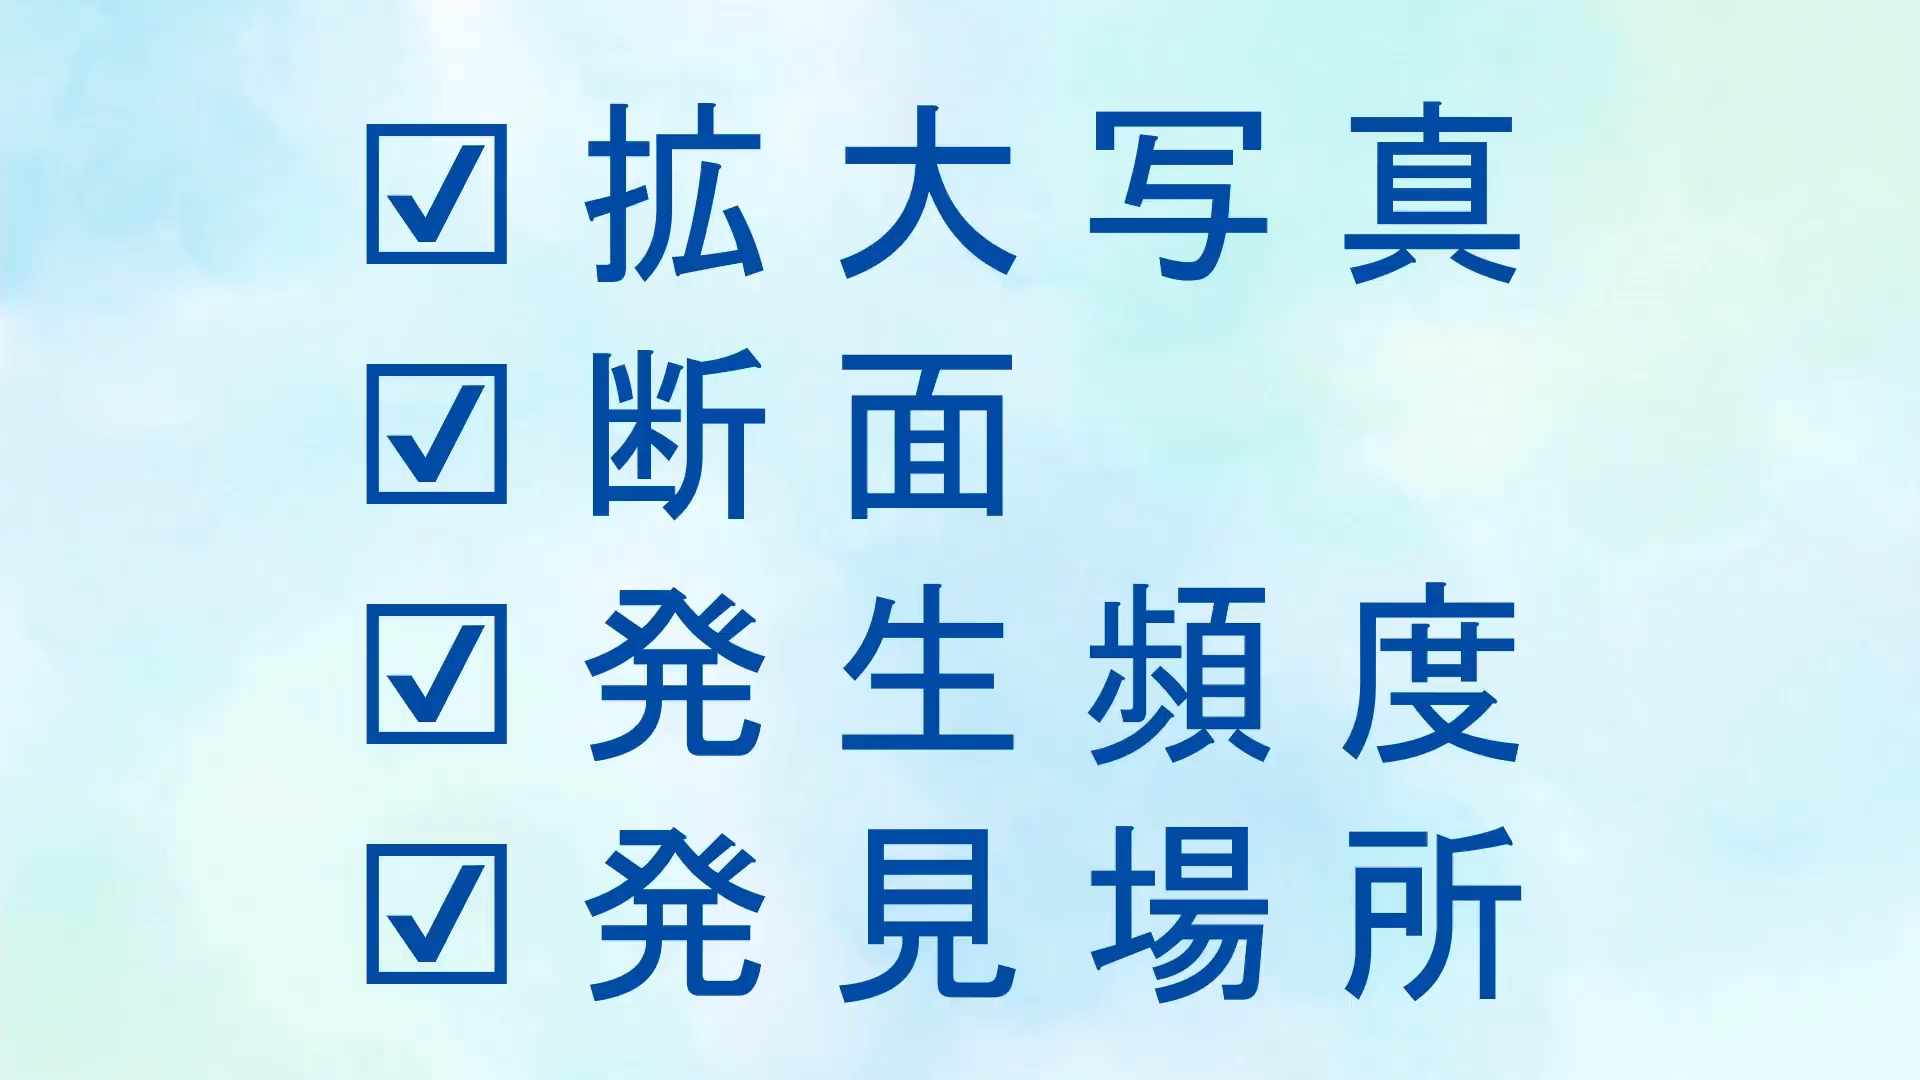 ☑ 拡大写真
☑ 断面
☑ 発生頻度
☑ 発見場所